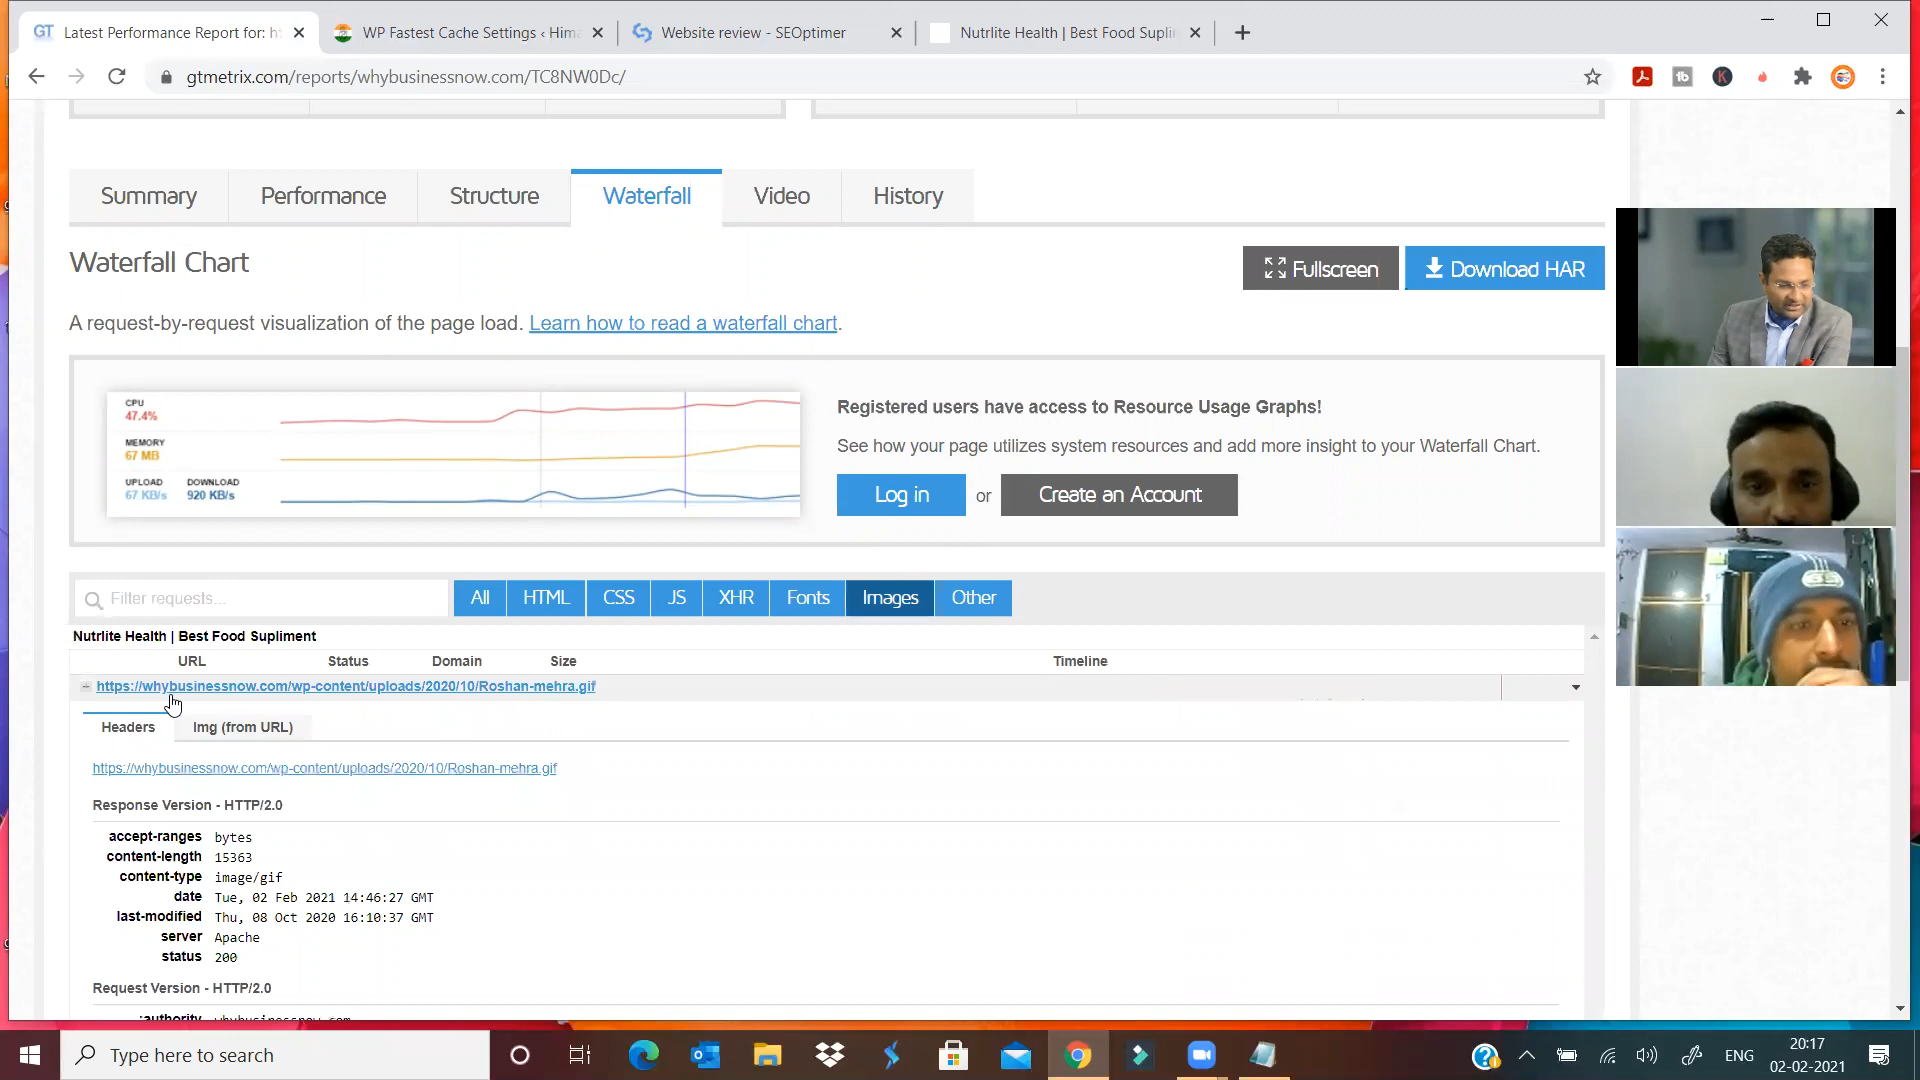 GT Latest Performance Report for: ht
WP Fastest Cache Settings ‹ Hima
Website review - SEOptimer
Nutrlite Health | Best Food Supli
gtmetrix.com/reports/whybusinessnow.com/TC8NW0Dc/
Summary
Performance
Structure
Waterfall
Video
History
Waterfall Chart
Fullscreen
Download HAR
A request-by-request visualization of the page load. Learn how to read a waterfall chart.
CPU
47.4%
MEMORY
67 MB
UPLOAD DOWNLOAD
67 KB/s 920 KB/s
Registered users have access to Resource Usage Graphs!
See how your page utilizes system resources and add more insight to your Waterfall Chart.
Log in or Create an Account
Filter requests...
All HTML CSS JS XHR Fonts Images Other
Nutrlite Health | Best Food Supliment
URL Status Domain Size Timeline
https://whybusinessnow.com/wp-content/uploads/2020/10/Roshan-mehra.gif
Headers Img (from URL)
https://whybusinessnow.com/wp-content/uploads/2020/10/Roshan-mehra.gif
Response Version - HTTP/2.0
accept-ranges bytes
content-length 15363
content-type image/gif
date Tue, 02 Feb 2021 14:46:27 GMT
last-modified Thu, 08 Oct 2020 16:10:37 GMT
server Apache
status 200
Request Version - HTTP/2.0
:authority whybusinessnow.com
Type here to search
ENG
20:17
02-02-2021